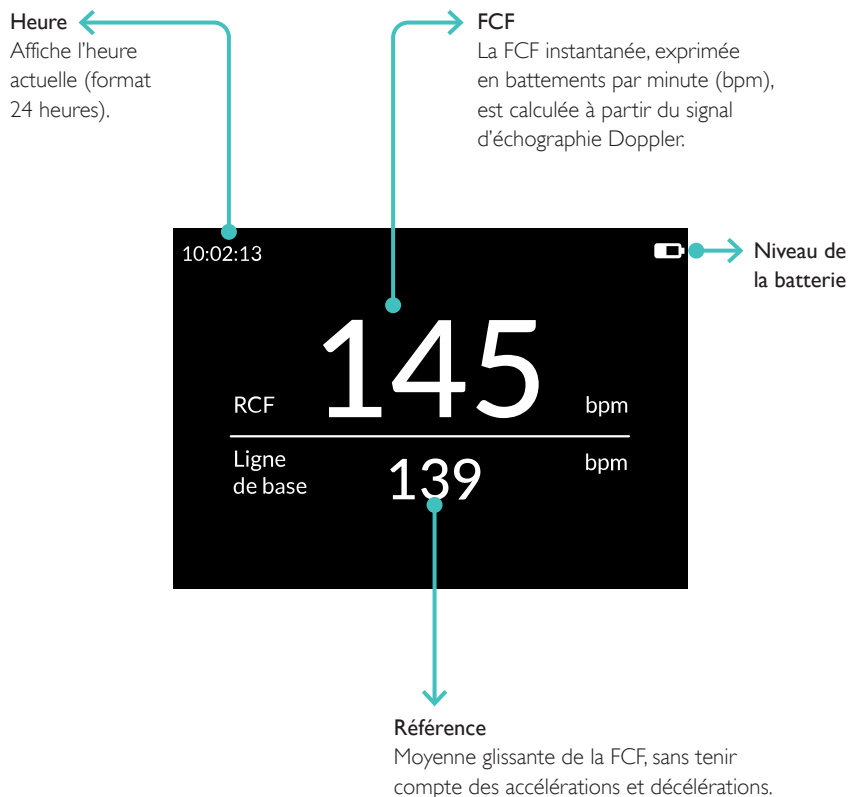 Heure
Affiche l'heure
actuelle (format
24 heures).
FCF
La FCF instantanée, exprimée
en battements par minute (bpm),
est calculée à partir du signal
d'échographie Doppler.
10:02:13
Niveau de
la batterie
RCF 145 bpm
Ligne
de base
139 bpm
Référence
Moyenne glissante de la FCF, sans tenir
compte des accélérations et décélérations.